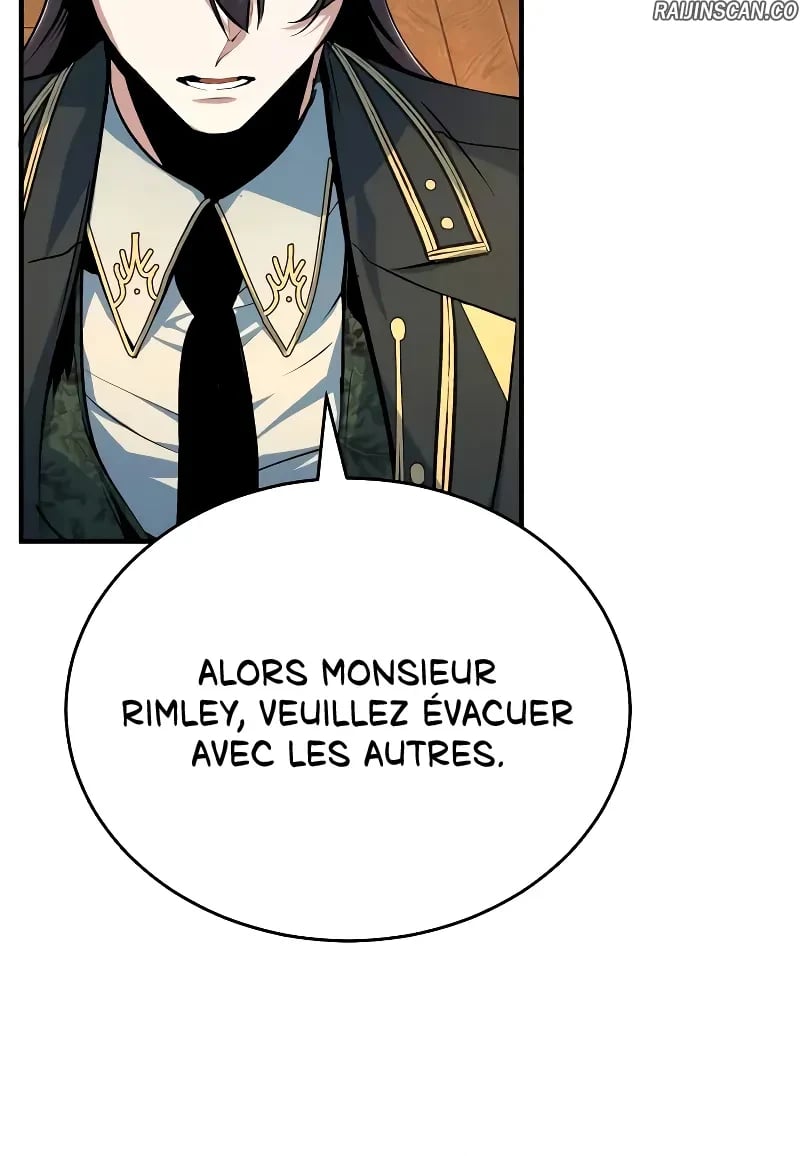 RAIJINSCAN.CO
ALORS MONSIEUR
RIMLEY, VEUILLEZ ÉVACUER
AVEC LES AUTRES.